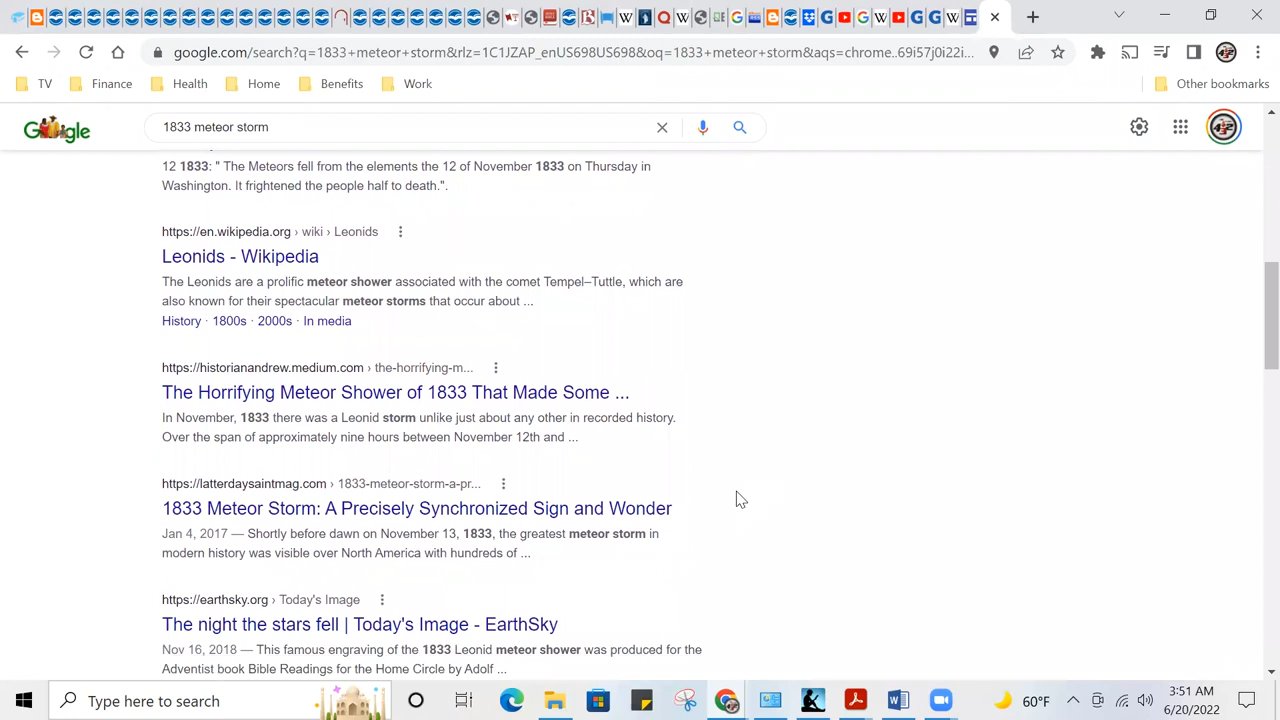 google.com/search?q=1833+meteor+storm&rlz=1C1JZAP_enUS698US698&oq=1833+meteor+storm&aqs=chrome..69i57j0i22i...
TV Finance Health Home Benefits Work Other bookmarks
Google 1833 meteor storm
12 1833: " The Meteors fell from the elements the 12 of November 1833 on Thursday in
Washington. It frightened the people half to death.".
https://en.wikipedia.org › wiki › Leonids
Leonids - Wikipedia
The Leonids are a prolific meteor shower associated with the comet Tempel–Tuttle, which are
also known for their spectacular meteor storms that occur about ...
History · 1800s · 2000s · In media
https://historianandrew.medium.com › the-horrifying-m...
The Horrifying Meteor Shower of 1833 That Made Some ...
In November, 1833 there was a Leonid storm unlike just about any other in recorded history.
Over the span of approximately nine hours between November 12th and ...
https://latterdaysaintmag.com › 1833-meteor-storm-a-pr...
1833 Meteor Storm: A Precisely Synchronized Sign and Wonder
Jan 4, 2017 — Shortly before dawn on November 13, 1833, the greatest meteor storm in
modern history was visible over North America with hundreds of ...
https://earthsky.org › Today's Image
The night the stars fell | Today's Image - EarthSky
Nov 16, 2018 — This famous engraving of the 1833 Leonid meteor shower was produced for the
Adventist book Bible Readings for the Home Circle by Adolf ...
Type here to search
60°F
3:51 AM
6/20/2022